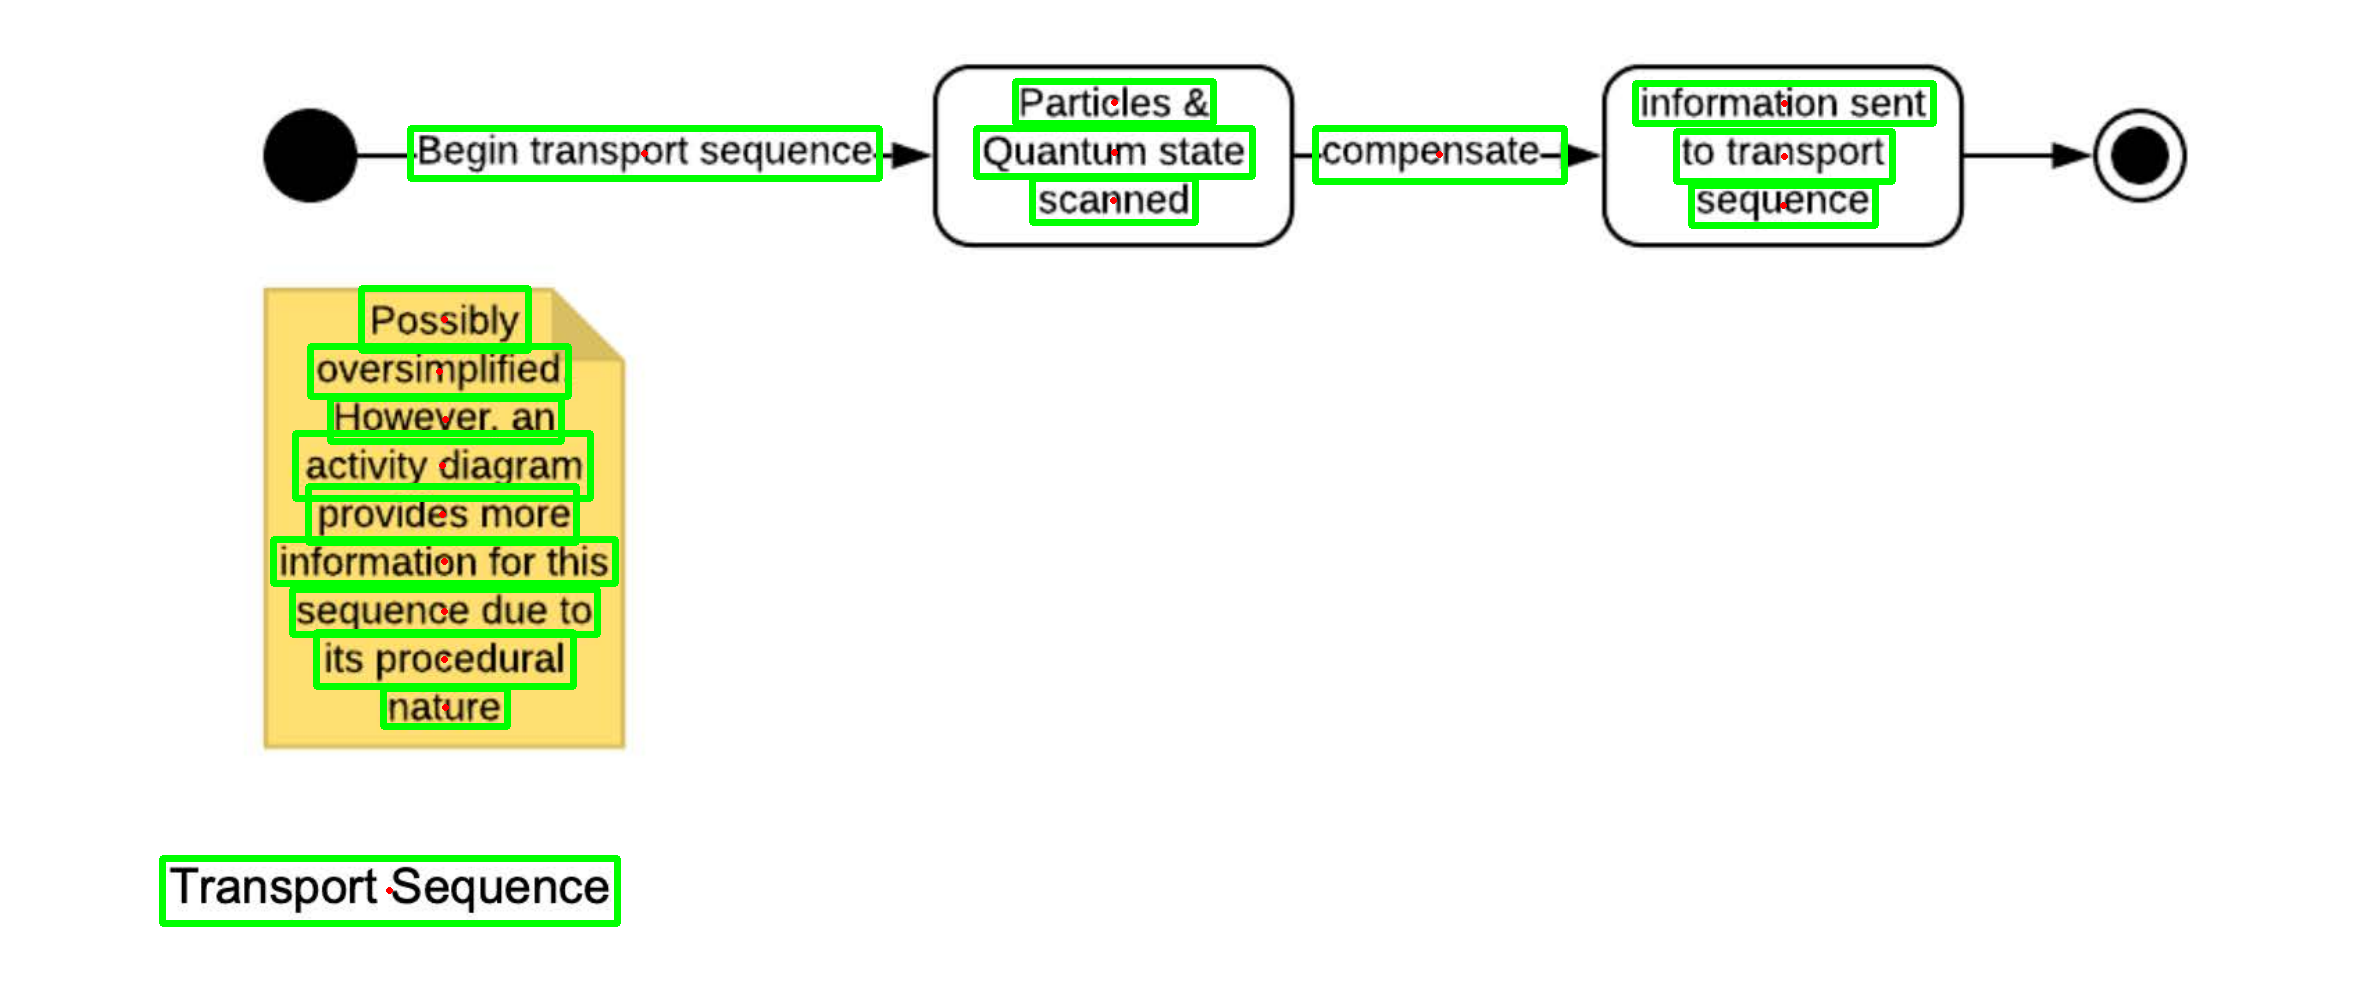 Begin transport sequence
Particles &
Quantum state
scanned
compensate
information sent
to transport
sequence
Possibly
oversimplified.
However, an
activity diagram
provides more
information for this
sequence due to
its procedural
nature
Transport Sequence